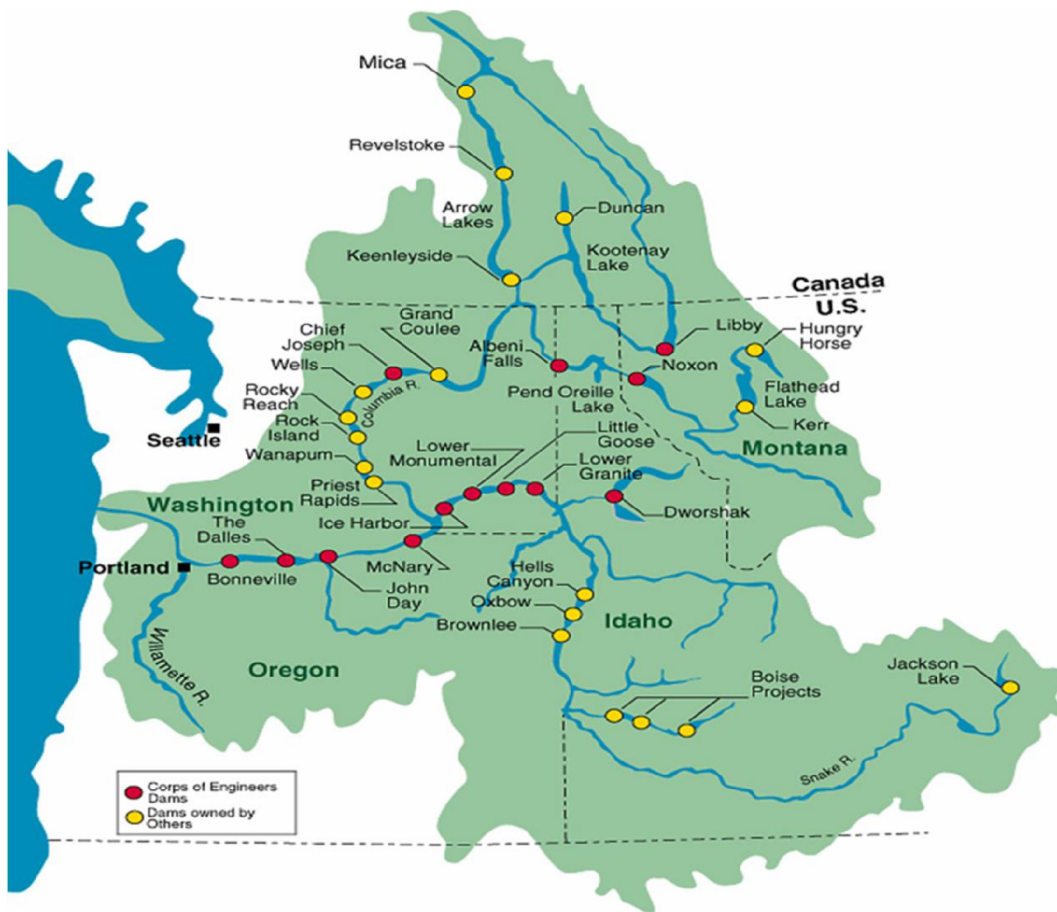 Mica
Revelstoke
Arrow
Lakes
Duncan
Keenleyside
Kootenay
Lake
Canada
U.S.
Grand
Coulee
Chief
Joseph
Albeni
Falls
Libby
Hungry
Horse
Wells
Noxon
Columbia R.
Pend Oreille
Lake
Flathead
Lake
Rocky
Reach
Little
Goose
Kerr
Seattle
Rock
Island
Lower
Monumental
Montana
Wanapum
Lower
Granite
Priest
Rapids
Washington
Ice Harbor
Dworshak
The
Dalles
Portland
Bonneville
McNary
John
Day
Hells
Canyon
Oxbow
Brownlee
Idaho
Willamette R.
Oregon
Boise
Projects
Jackson
Lake
Snake R.
Corps of Engineers
Dams
Dams owned by
Others